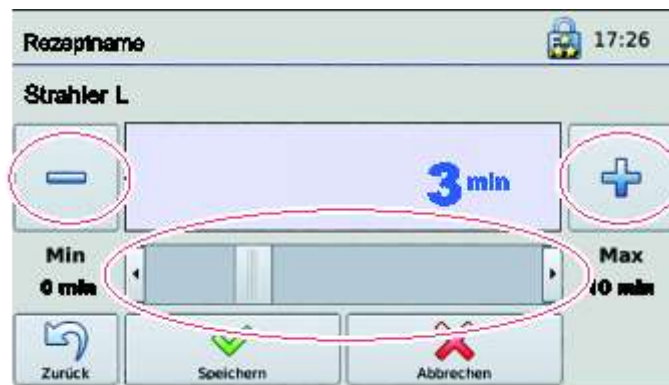 Rezeptname 17:26
Strahler L
3 min
Min Max
0 min 10 min
Zurück Speichern Abbrechen